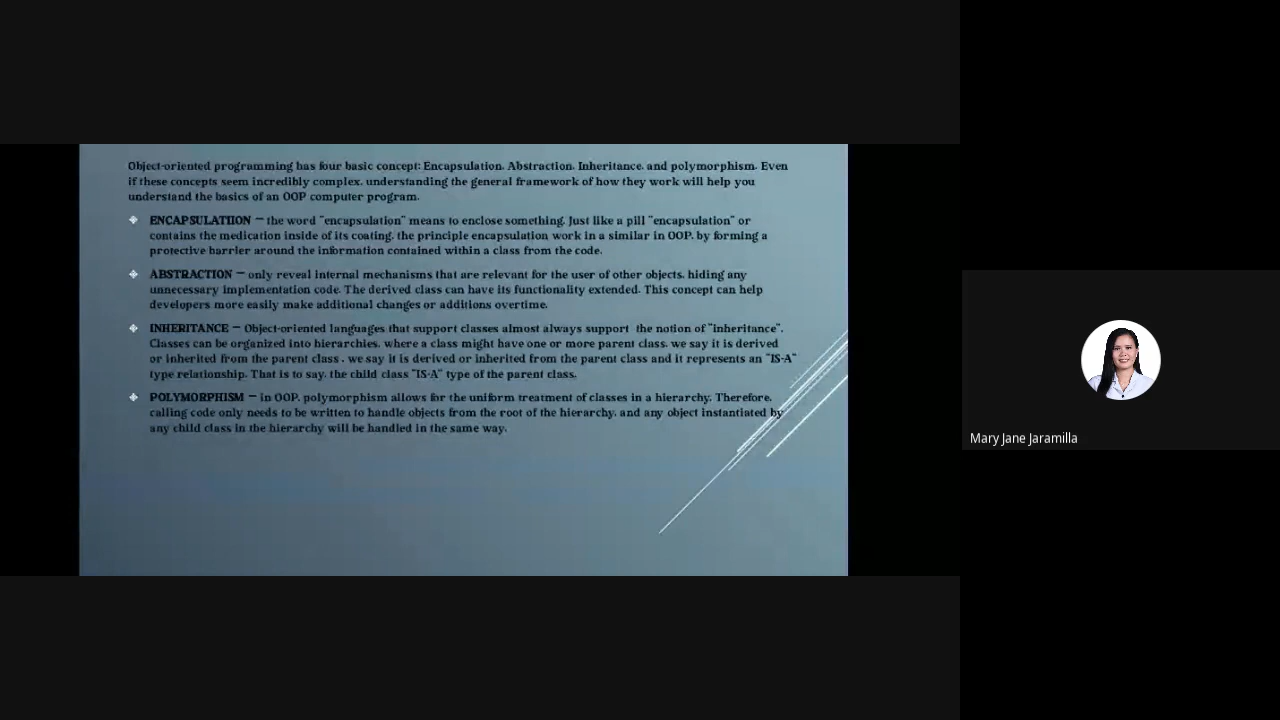 Object-oriented programming has four basic concept: Encapsulation, Abstraction, Inheritance, and polymorphism. Even
if these concepts seem incredibly complex, understanding the general framework of how they work will help you
understand the basics of an OOP computer program.
❖ ENCAPSULATION – the word "encapsulation" means to enclose something. Just like a pill "encapsulation" or
contains the medication inside of its coating, the principle encapsulation work in a similar in OOP. by forming a
protective barrier around the information contained within a class from the code.
❖ ABSTRACTION – only reveal internal mechanisms that are relevant for the user of other objects, hiding any
unnecessary implementation code. The derived class can have its functionality extended. This concept can help
developers more easily make additional changes or additions overtime.
❖ INHERITANCE – Object-oriented languages that support classes almost always support the notion of "inheritance".
Classes can be organized into hierarchies, where a class might have one or more parent class. we say it is derived
or inherited from the parent class . we say it is derived or inherited from the parent class and it represents an "IS-A"
type relationship. That is to say, the child class "IS-A" type of the parent class.
❖ POLYMORPHISM – in OOP, polymorphism allows for the uniform treatment of classes in a hierarchy. Therefore,
calling code only needs to be written to handle objects from the root of the hierarchy, and any object instantiated by
any child class in the hierarchy will be handled in the same way.
Mary Jane Jaramilla